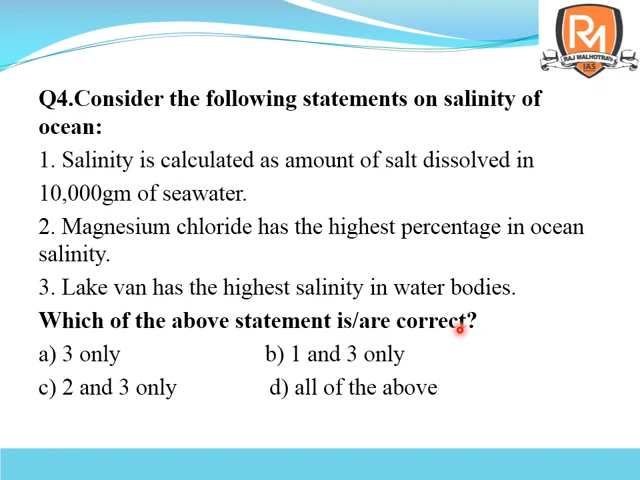 RM
RAJ MALHOTRA's
IAS
Q4.Consider the following statements on salinity of
ocean:
1. Salinity is calculated as amount of salt dissolved in
10,000gm of seawater.
2. Magnesium chloride has the highest percentage in ocean
salinity.
3. Lake van has the highest salinity in water bodies.
Which of the above statement is/are correct?
a) 3 only b) 1 and 3 only
c) 2 and 3 only d) all of the above